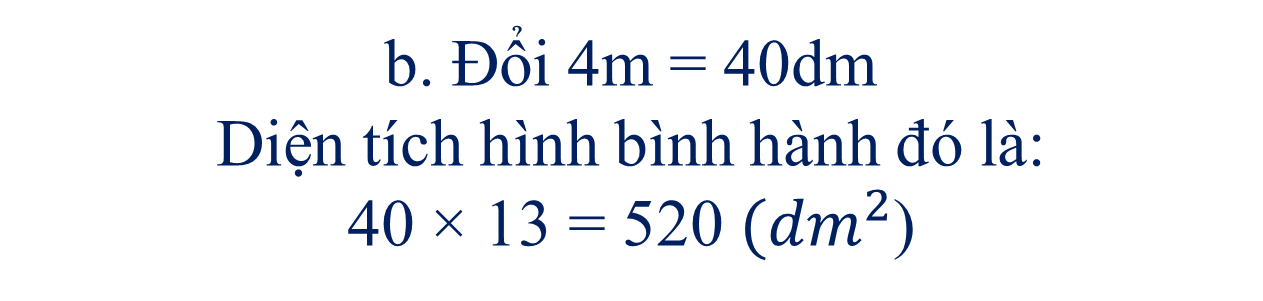 b. Đổi 4m = 40dm
Diện tích hình bình hành đó là:
40 × 13 = 520 (dm²)